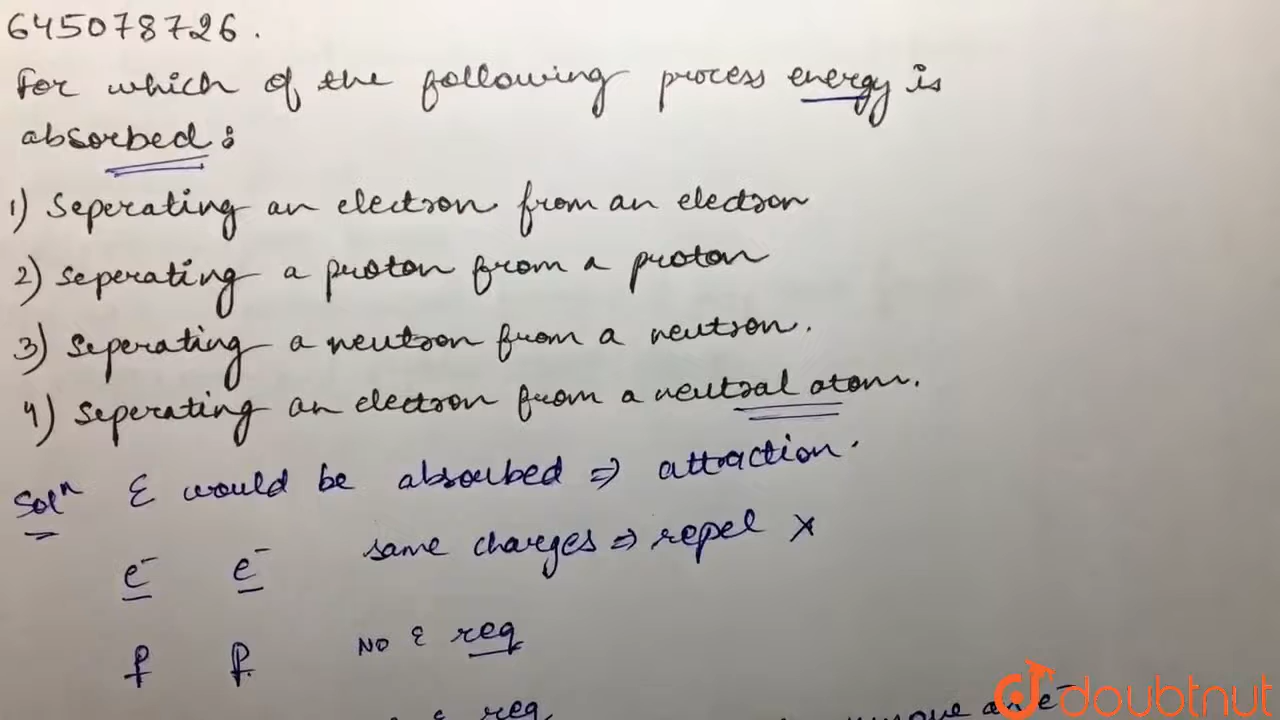 645078726.
For which of the following process energy is
absorbed :
1) Seperating an electron from an electron
2) seperating a proton from a proton
3) seperating a neutron from a neutron.
4) seperating an electron from a neutral atom.
Solⁿ ε would be absorbed ⇒ attraction.
e⁻ e⁻ same charges ⇒ repel ×
P P NO ε req
ε req an e⁻
doubtnut